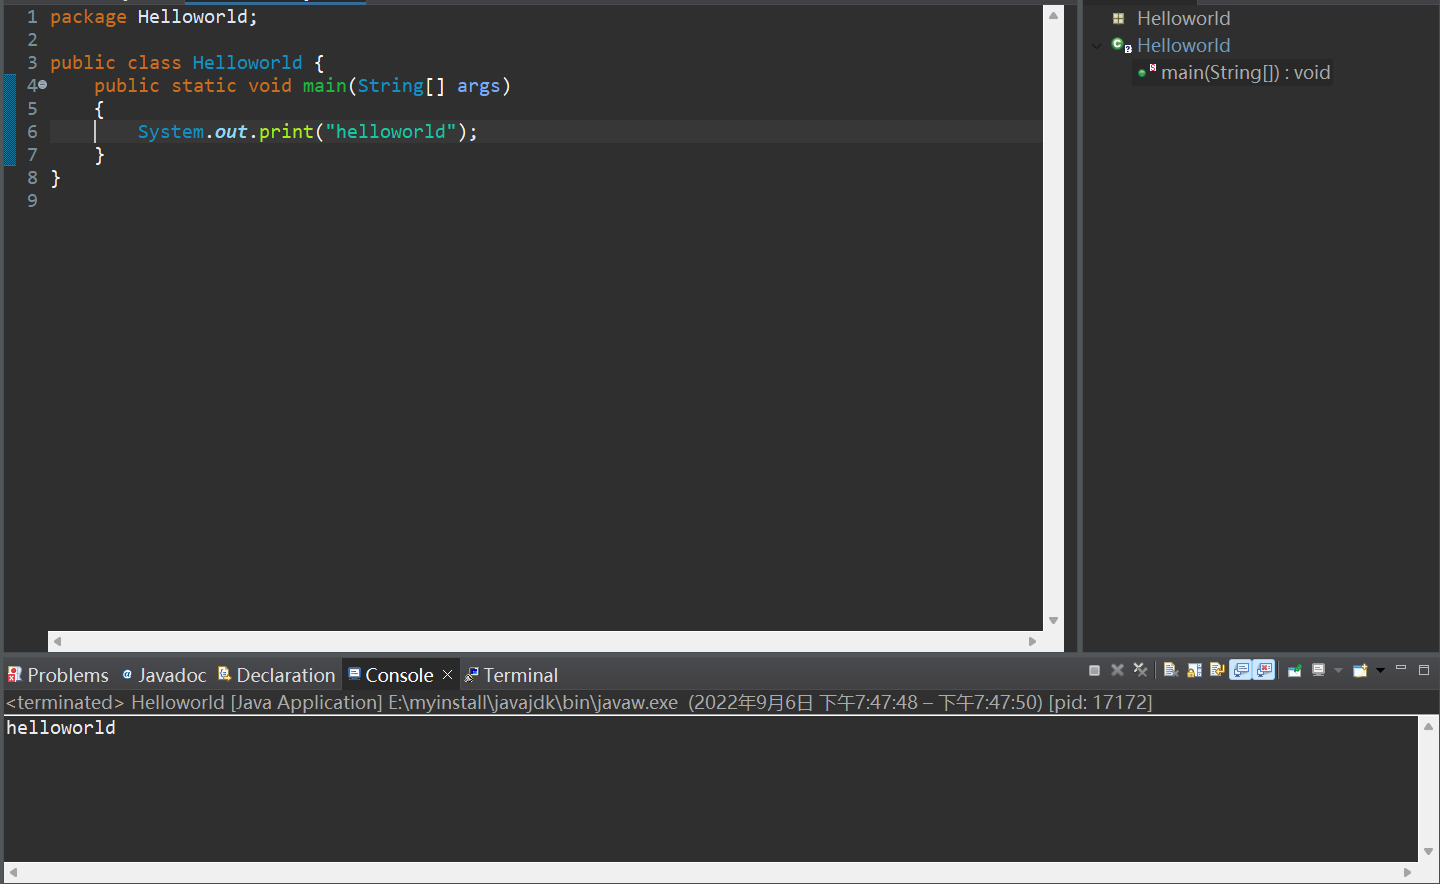 1 package Helloworld;
2
3 public class Helloworld {
4 public static void main(String[] args)
5 {
6 System.out.print("helloworld");
7 }
8 }
9
Helloworld
Helloworld
main(String[]) : void
Problems Javadoc Declaration Console Terminal
<terminated> Helloworld [Java Application] E:\myinstall\javajdk\bin\javaw.exe (2022年9月6日 下午7:47:48 – 下午7:47:50) [pid: 17172]
helloworld